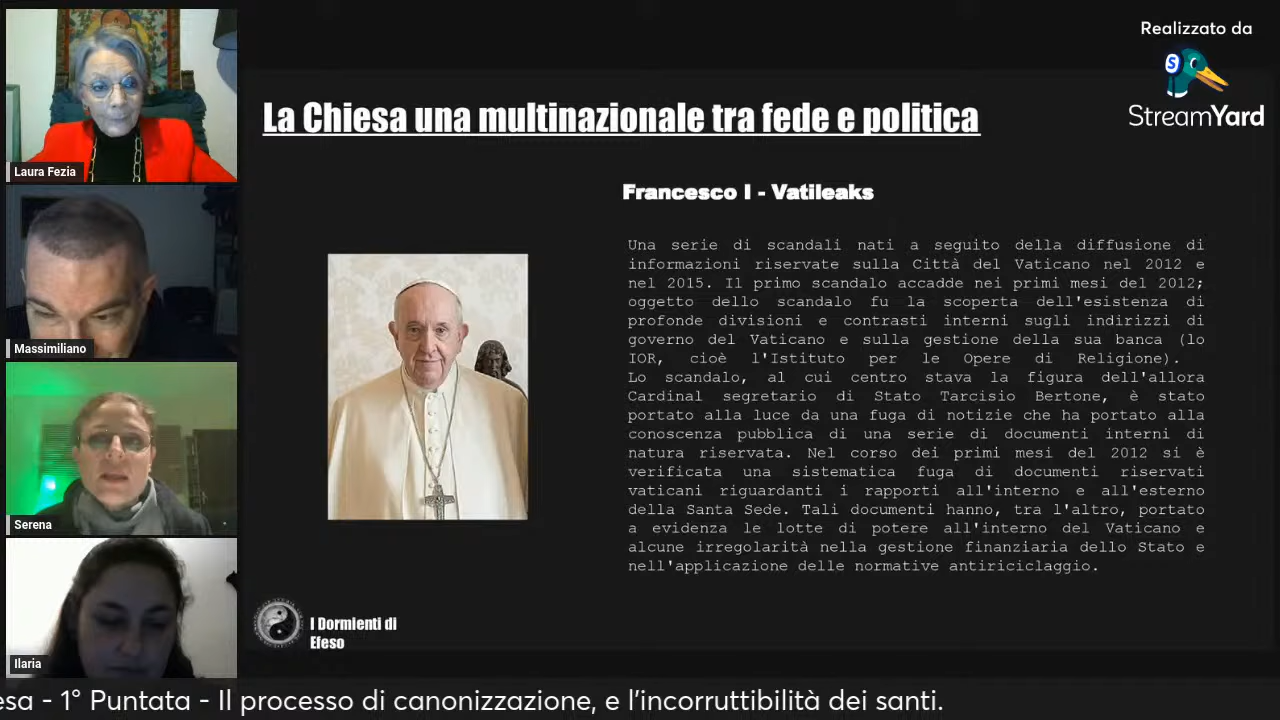 Realizzato da
StreamYard
La Chiesa una multinazionale tra fede e politica
Francesco I - Vatileaks
Una serie di scandali nati a seguito della diffusione di
informazioni riservate sulla Città del Vaticano nel 2012 e
nel 2015. Il primo scandalo accadde nei primi mesi del 2012;
oggetto dello scandalo fu la scoperta dell'esistenza di
profonde divisioni e contrasti interni sugli indirizzi di
governo del Vaticano e sulla gestione della sua banca (lo
IOR, cioè l'Istituto per le Opere di Religione).
Lo scandalo, al cui centro stava la figura dell'allora
Cardinal segretario di Stato Tarcisio Bertone, è stato
portato alla luce da una fuga di notizie che ha portato alla
conoscenza pubblica di una serie di documenti interni di
natura riservata. Nel corso dei primi mesi del 2012 si è
verificata una sistematica fuga di documenti riservati
vaticani riguardanti i rapporti all'interno e all'esterno
della Santa Sede. Tali documenti hanno, tra l'altro, portato
a evidenza le lotte di potere all'interno del Vaticano e
alcune irregolarità nella gestione finanziaria dello Stato e
nell'applicazione delle normative antiriciclaggio.
Laura Fezia
Massimiliano
Serena
Ilaria
I Dormienti di
Efeso
esa - 1° Puntata - Il processo di canonizzazione, e l'incorruttibilità dei santi.